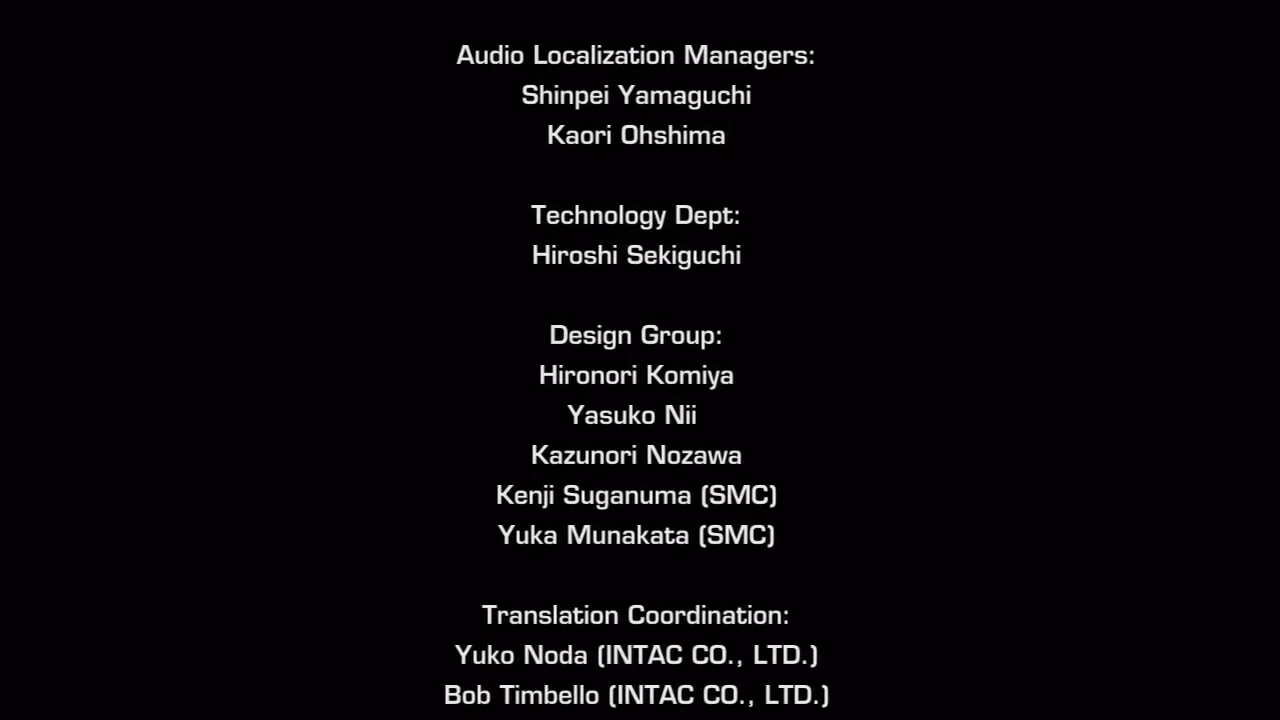 Audio Localization Managers:
Shinpei Yamaguchi
Kaori Ohshima
Technology Dept:
Hiroshi Sekiguchi
Design Group:
Hironori Komiya
Yasuko Nii
Kazunori Nozawa
Kenji Suganuma (SMC)
Yuka Munakata (SMC)
Translation Coordination:
Yuko Noda (INTAC CO., LTD.)
Bob Timbello (INTAC CO., LTD.)